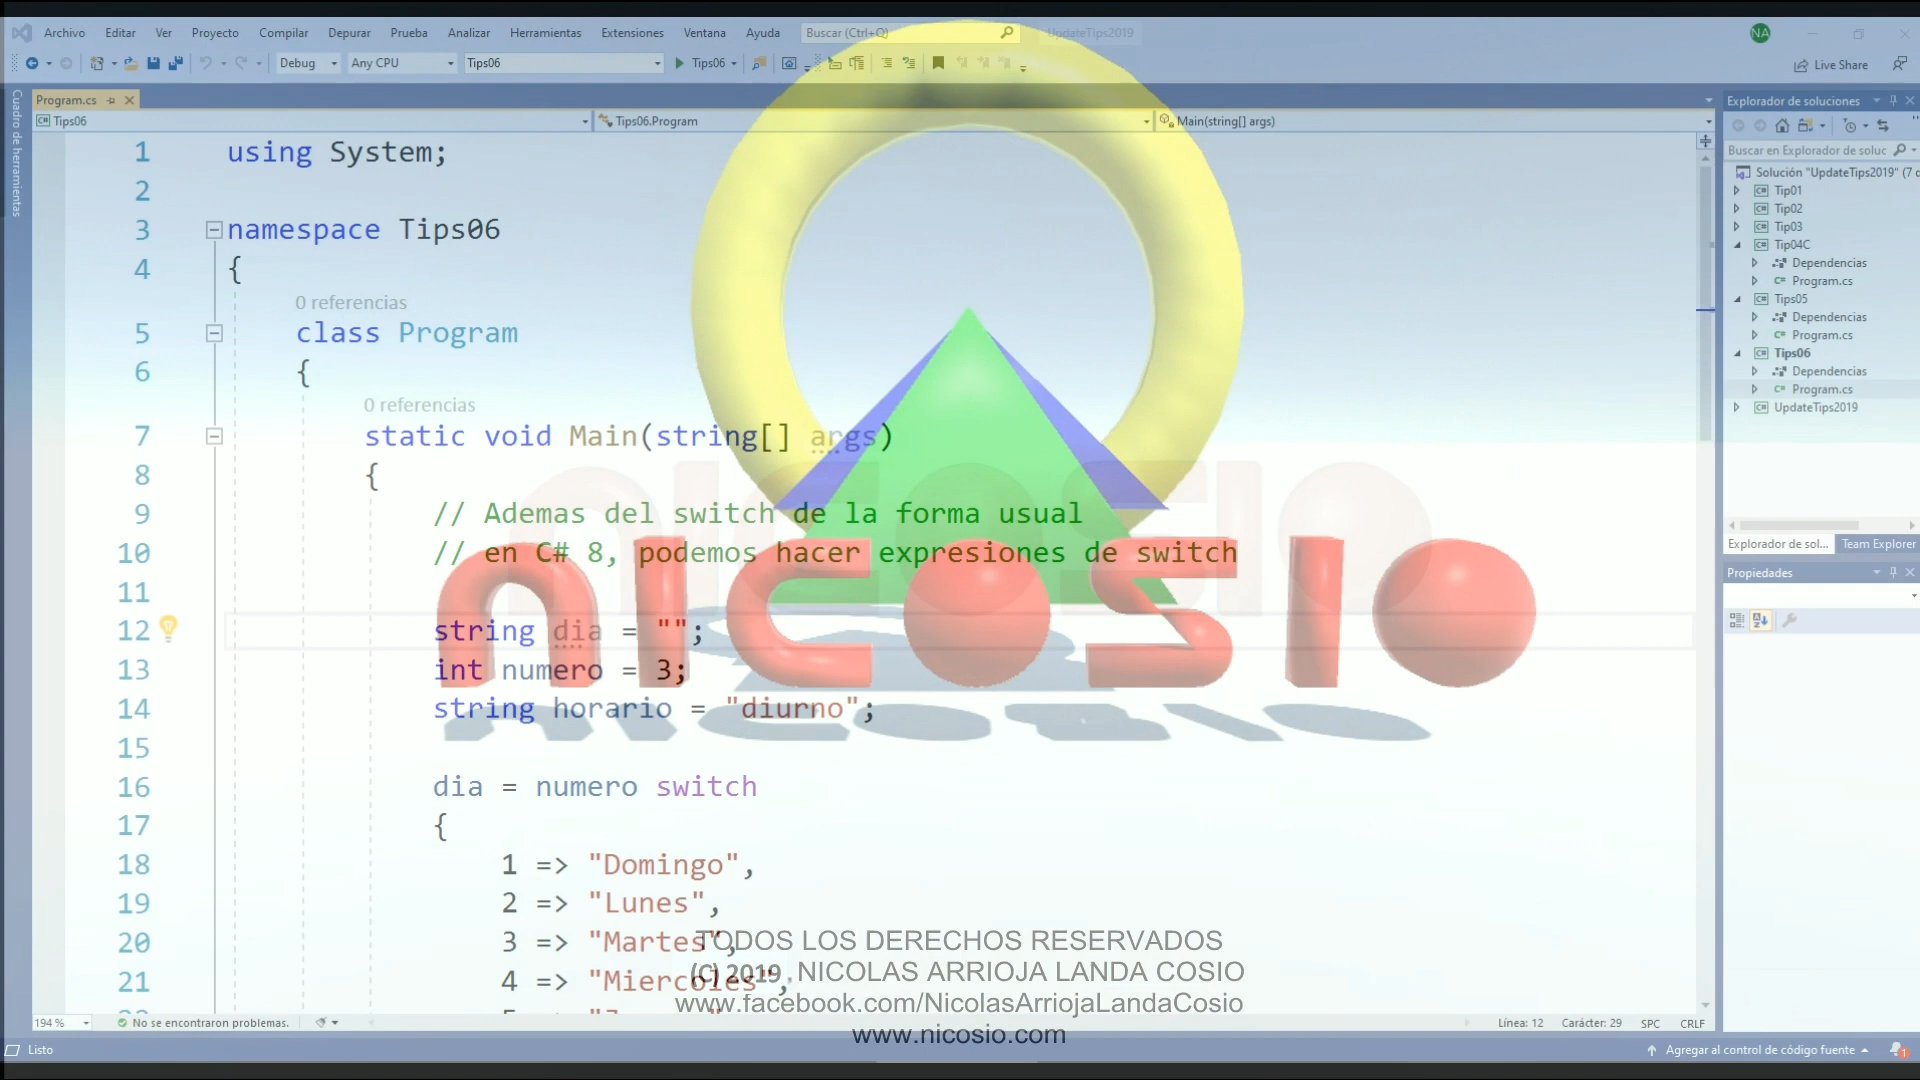 Archivo Editar Ver Proyecto Compilar Depurar Prueba Analizar Herramientas Extensiones Ventana Ayuda Buscar (Ctrl+Q) UpdateTips2019 NA
Debug Any CPU Tips06 Tips06 Live Share
Cuadro de herramientas
Program.cs
Tips06 Tips06.Program Main(string[] args)
1 using System;
2
3 namespace Tips06
4 {
0 referencias
5 class Program
6 {
0 referencias
7 static void Main(string[] args)
8 {
9 // Ademas del switch de la forma usual
10 // en C# 8, podemos hacer expresiones de switch
11
12 string dia = "";
13 int numero = 3;
14 string horario = "diurno";
15
16 dia = numero switch
17 {
18 1 => "Domingo",
19 2 => "Lunes",
20 3 => "Martes",
21 4 => "Miercoles",
NICOSIO
TODOS LOS DERECHOS RESERVADOS
(C) 2019, NICOLAS ARRIOJA LANDA COSIO
www.facebook.com/NicolasArriojaLandaCosio
www.nicosio.com
194 % No se encontraron problemas. Línea: 12 Carácter: 29 SPC CRLF
Listo Agregar al control de código fuente 1
Explorador de soluciones
Buscar en Explorador de soluc
Solución "UpdateTips2019" (7
Tip01
Tip02
Tip03
Tip04C
Dependencias
Program.cs
Tips05
Dependencias
Program.cs
Tips06
Dependencias
Program.cs
UpdateTips2019
Explorador de sol... Team Explorer
Propiedades